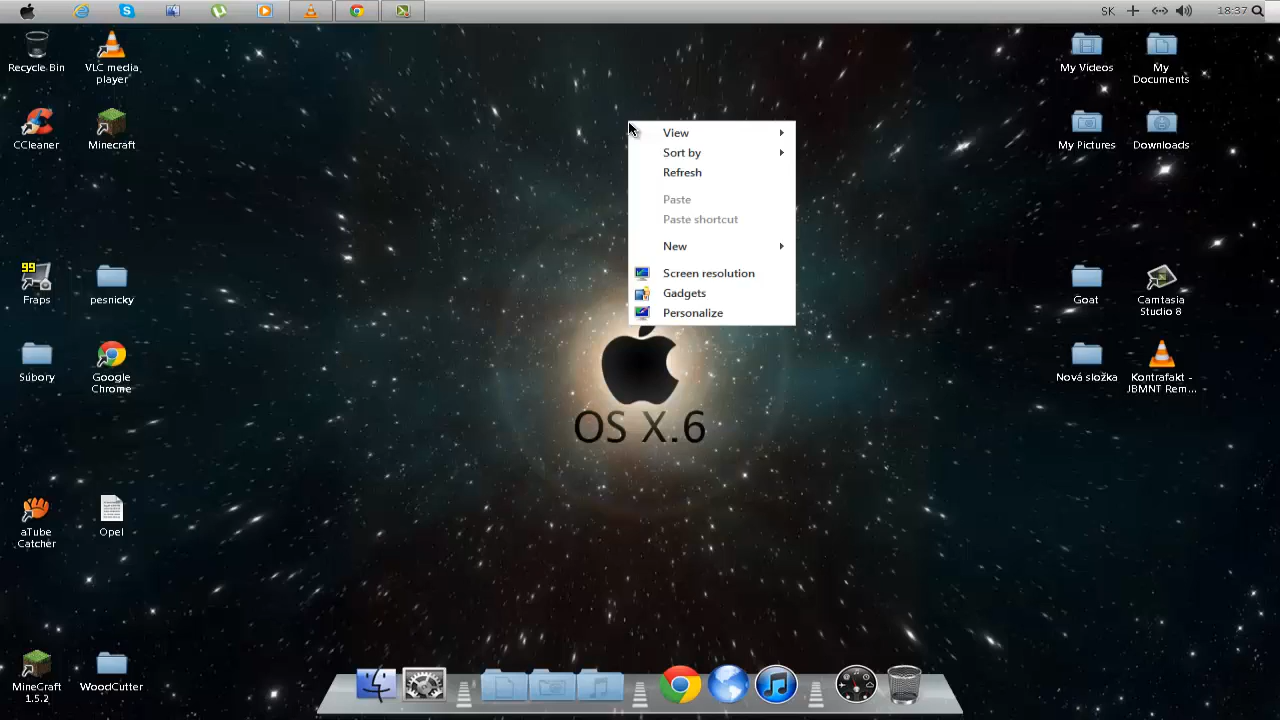 SK
18:37
Recycle Bin
VLC media
player
My Videos
My
Documents
CCleaner
Minecraft
My Pictures
Downloads
View
Sort by
Refresh
Paste
Paste shortcut
New
Screen resolution
Gadgets
Personalize
99
Fraps
pesnicky
Goat
Camtasia
Studio 8
Súbory
Google
Chrome
Nová složka
Kontrafakt -
JBMNT Rem...
OS X.6
aTube
Catcher
Opel
MineCraft
1.5.2
WoodCutter